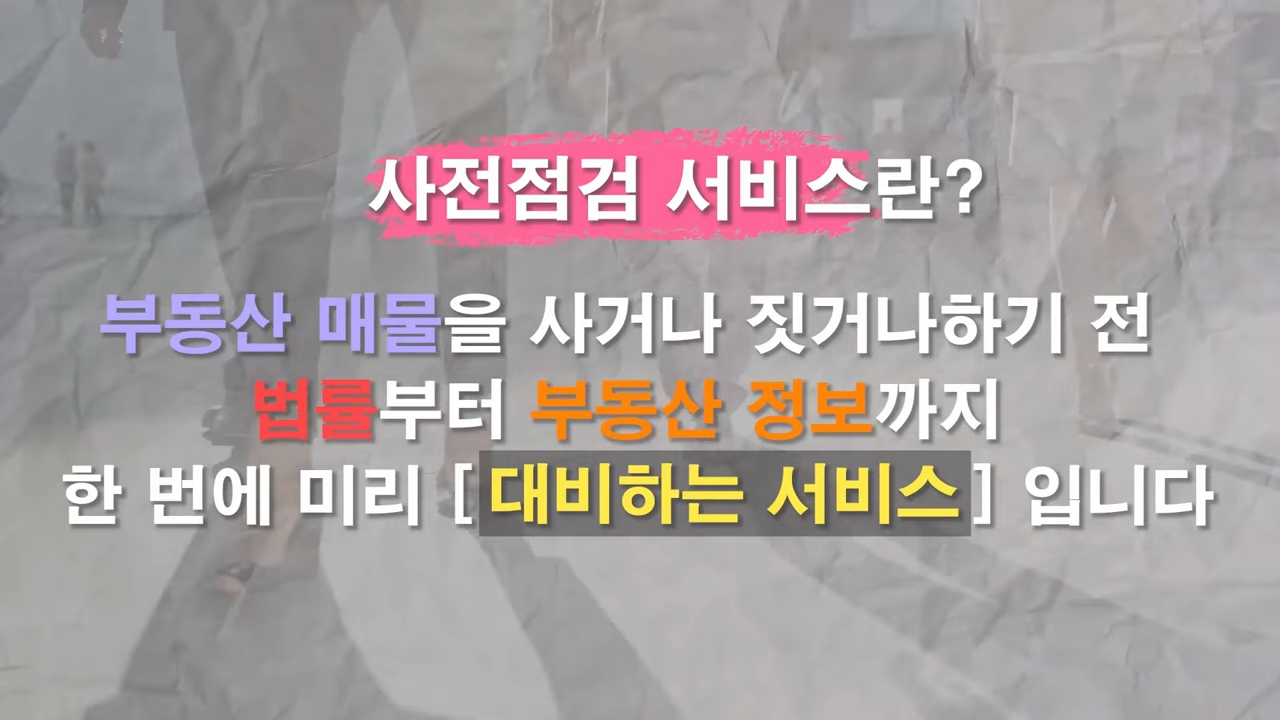 사전점검 서비스란?
부동산 매물을 사거나 짓거나하기 전
법률부터 부동산 정보까지
한 번에 미리 [대비하는 서비스] 입니다